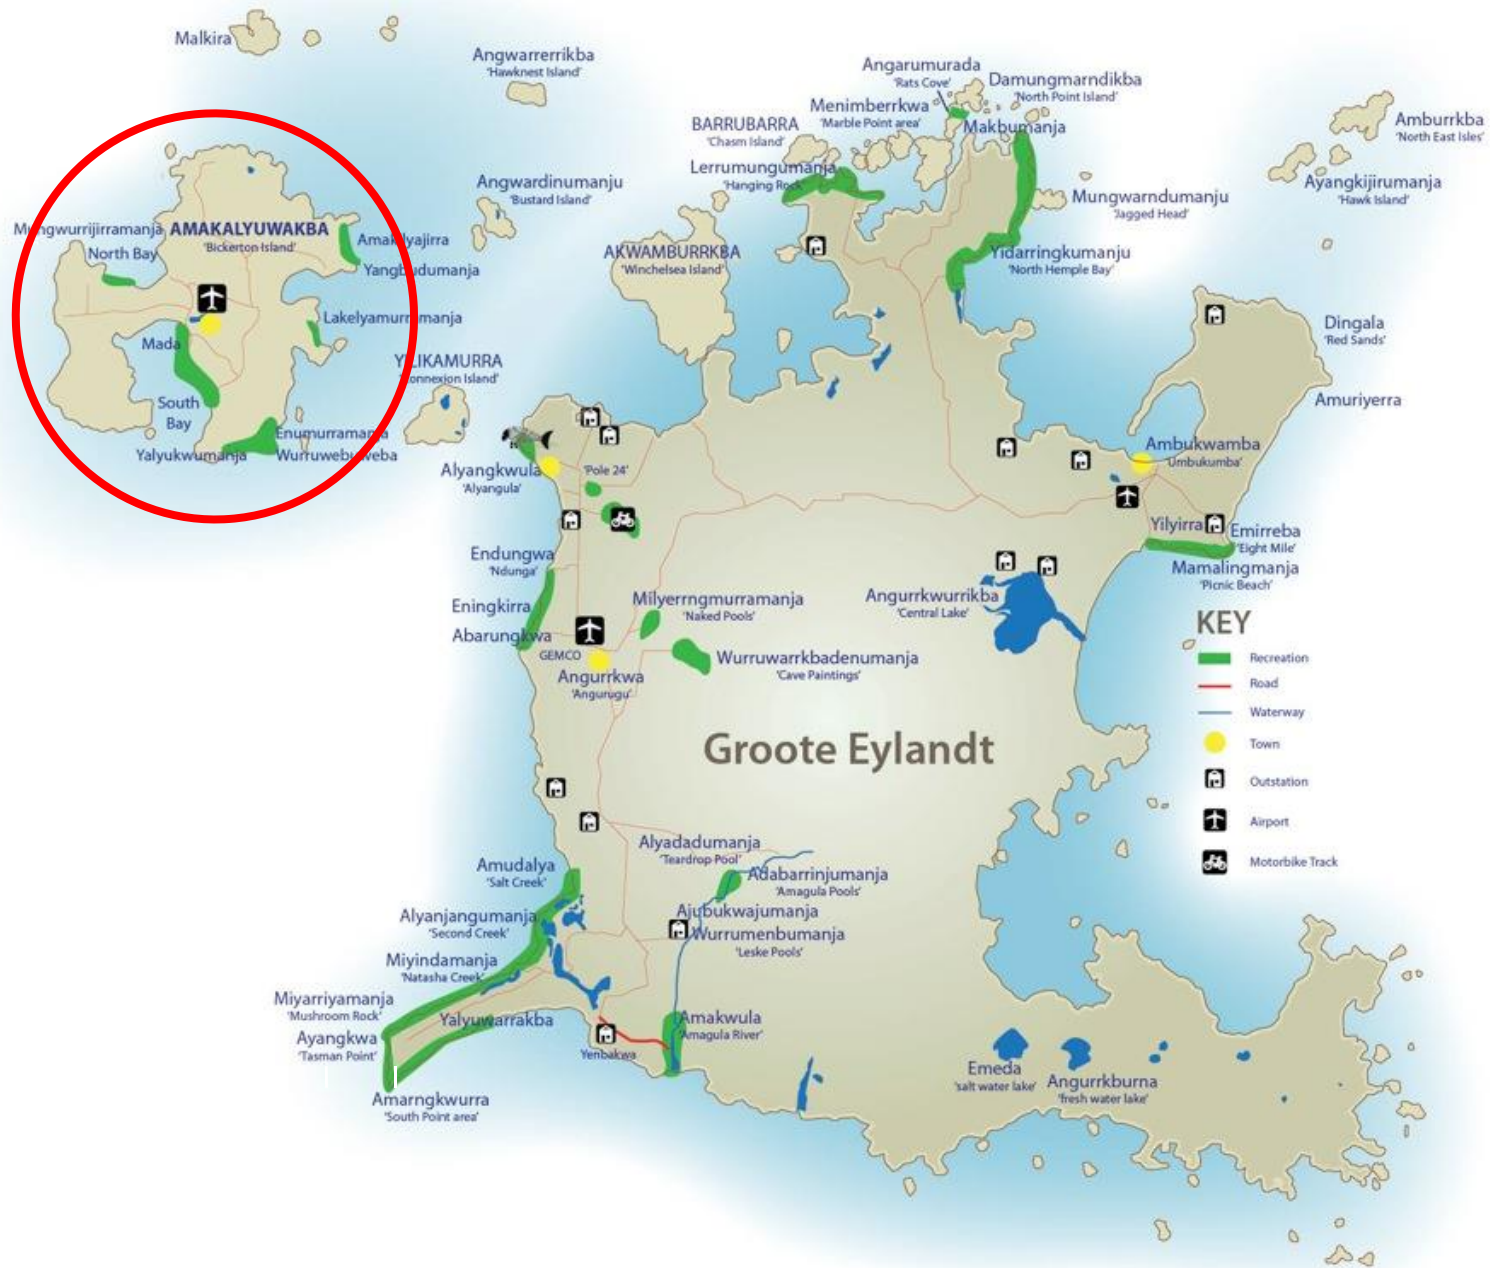 Malkira
Angwarrerrikba
'Hawknest Island'
Angarumurada
'Rats Cove'
Damungmarndikba
'North Point Island'
Menimberrkwa
'Marble Point area'
Makbumanja
BARRUBARRA
'Chasm Island'
Lerrumungumanja
'Hanging Rock'
Amburrkba
'North East Isles'
Ayangkijirumanja
'Hawk Island'
Mungwarndumanju
'Jagged Head'
Angwardinumanju
'Bustard Island'
Mungwurrijirramanja
North Bay
AMAKALYUWAKBA
'Bickerton Island'
Amakalyajirra
Yangbudumanja
AKWAMBURRKBA
'Winchelsea Island'
Yidarringkumanju
'North Hemple Bay'
Lakelyamurramanja
Mada
Dingala
'Red Sands'
YILIKAMURRA
'Connexion Island'
South
Bay
Amuriyerra
Enumurramanja
Yalyukwumanja
Wurruwebulweba
Alyangkwula
'Alyangula'
'Pole 24'
Ambukwamba
'Umbukumba'
Yilyirra
Emirreba
'Eight Mile'
Mamalingmanja
'Picnic Beach'
Endungwa
'Ndunga'
Eningkirra
Abarungkwa
GEMCO
Angurrkwa
'Angurugu'
Milyerrngmurramanja
'Naked Pools'
Wurruwarrkbadenumanja
'Cave Paintings'
Angurrkwurrikba
'Central Lake'
KEY
Recreation
Road
Waterway
Town
Outstation
Airport
Motorbike Track
Groote Eylandt
Alyadadumanja
'Teardrop Pool'
Adabarrinjumanja
'Amagula Pools'
Ajubukwajumanja
Wurrumenbumanja
'Leske Pools'
Amudalya
'Salt Creek'
Alyanjangumanja
'Second Creek'
Miyindamanja
'Natasha Creek'
Miyarriyamanja
'Mushroom Rock'
Ayangkwa
'Tasman Point'
Yalyuwarrakba
Yenbakwa
Amakwula
'Amagula River'
Amarngkwurra
'South Point area'
Emeda
'salt water lake'
Angurrkburna
'fresh water lake'